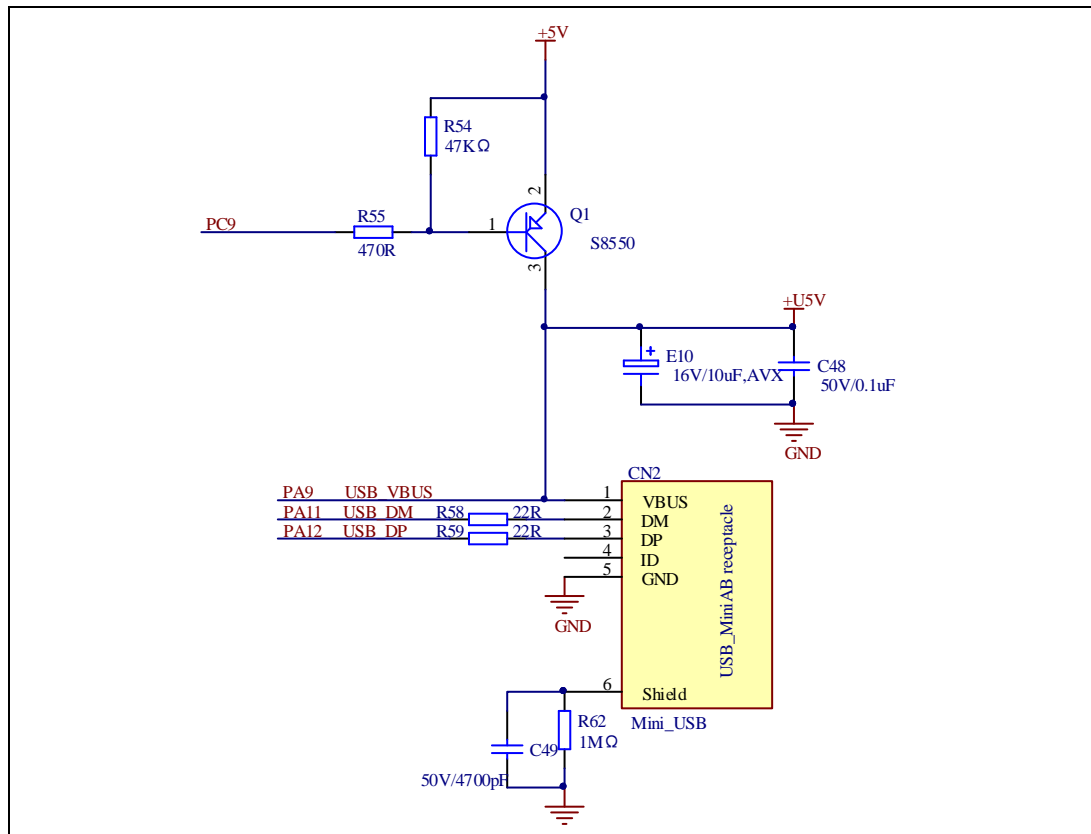 +5V
R54
47KΩ
2
Q1
PC9
R55
1
470R
S8550
3
+U5V
E10
16V/10uF,AVX
C48
50V/0.1uF
GND
CN2
PA9 USB_VBUS 1 VBUS
PA11 USB_DM R58 22R 2 DM
PA12 USB_DP R59 22R 3 DP
4 ID
5 GND
USB_MiniAB receptacle
GND
6 Shield
R62
Mini_USB
1MΩ
C49
50V/4700pF